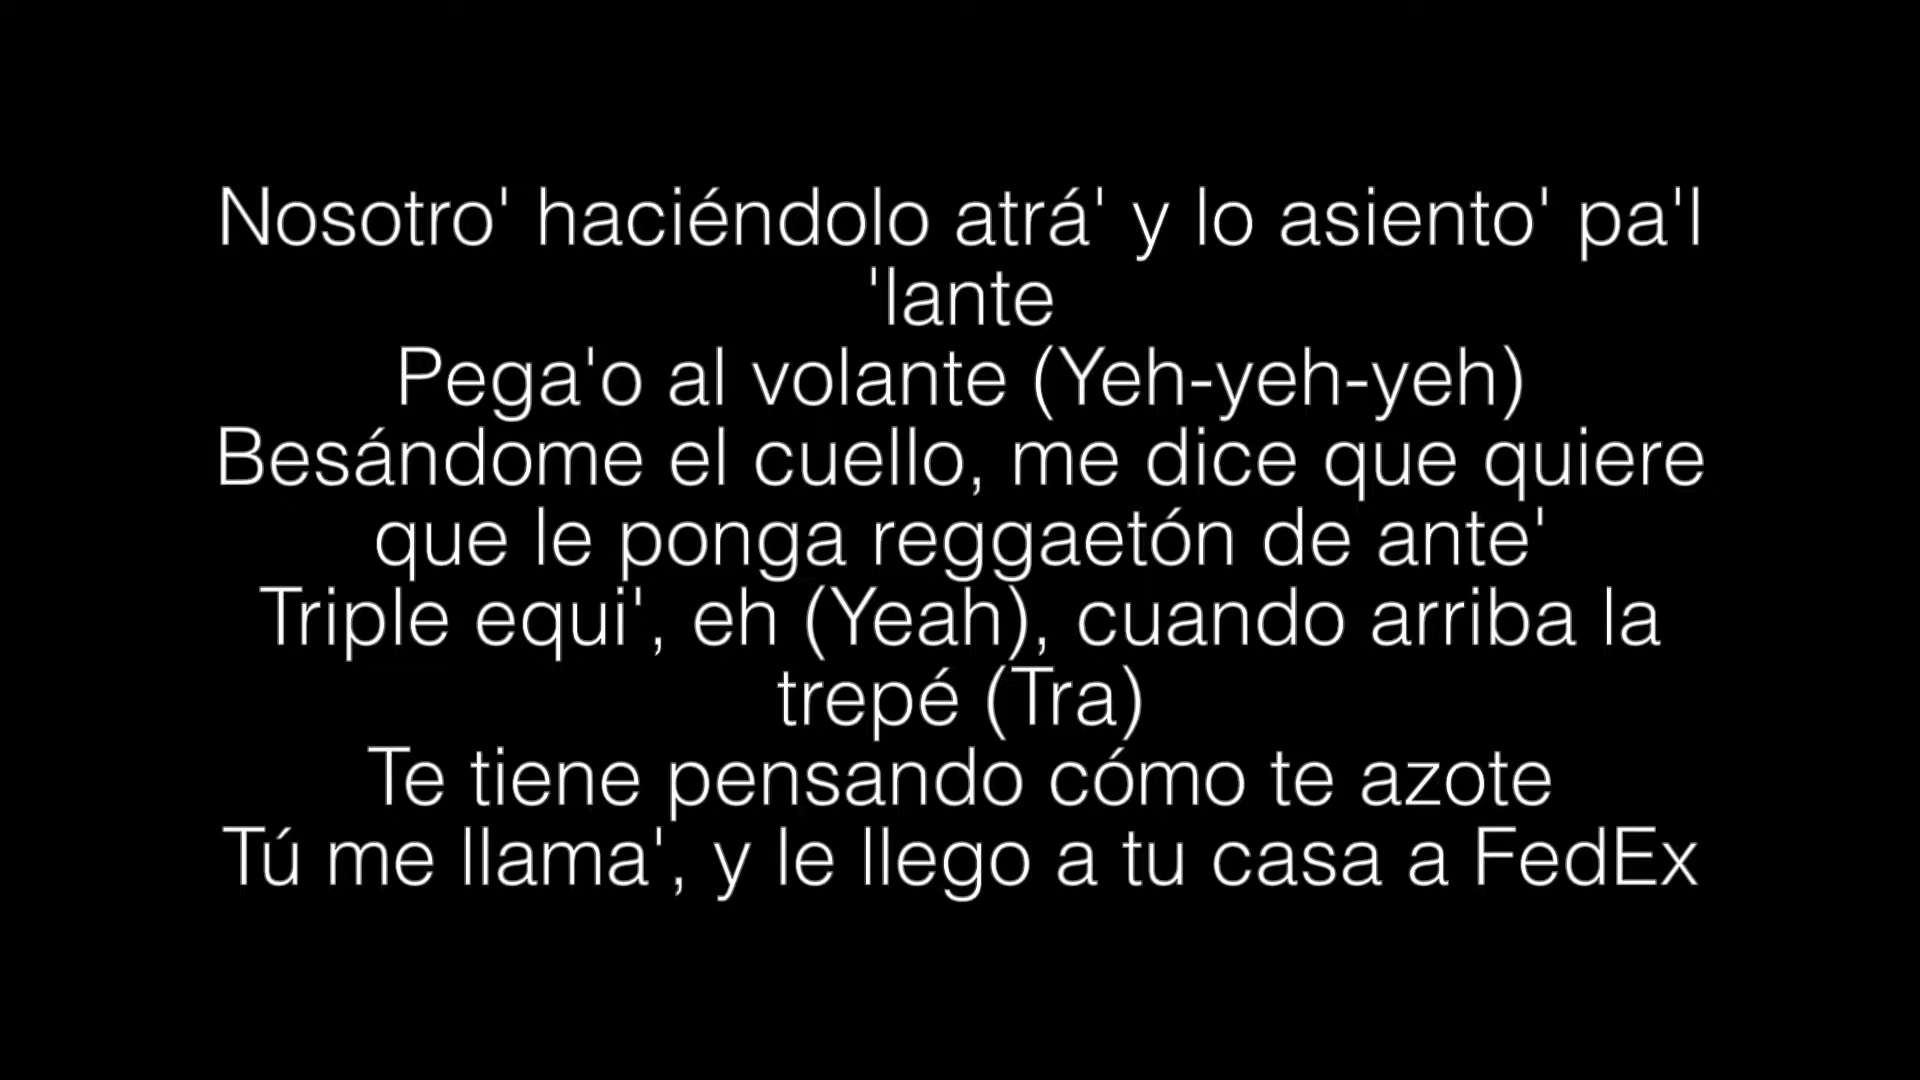 Nosotro' haciéndolo atrá' y lo asiento' pa'l
'lante
Pega'o al volante (Yeh-yeh-yeh)
Besándome el cuello, me dice que quiere
que le ponga reggaetón de ante'
Triple equi', eh (Yeah), cuando arriba la
trepé (Tra)
Te tiene pensando cómo te azote
Tú me llama', y le llego a tu casa a FedEx